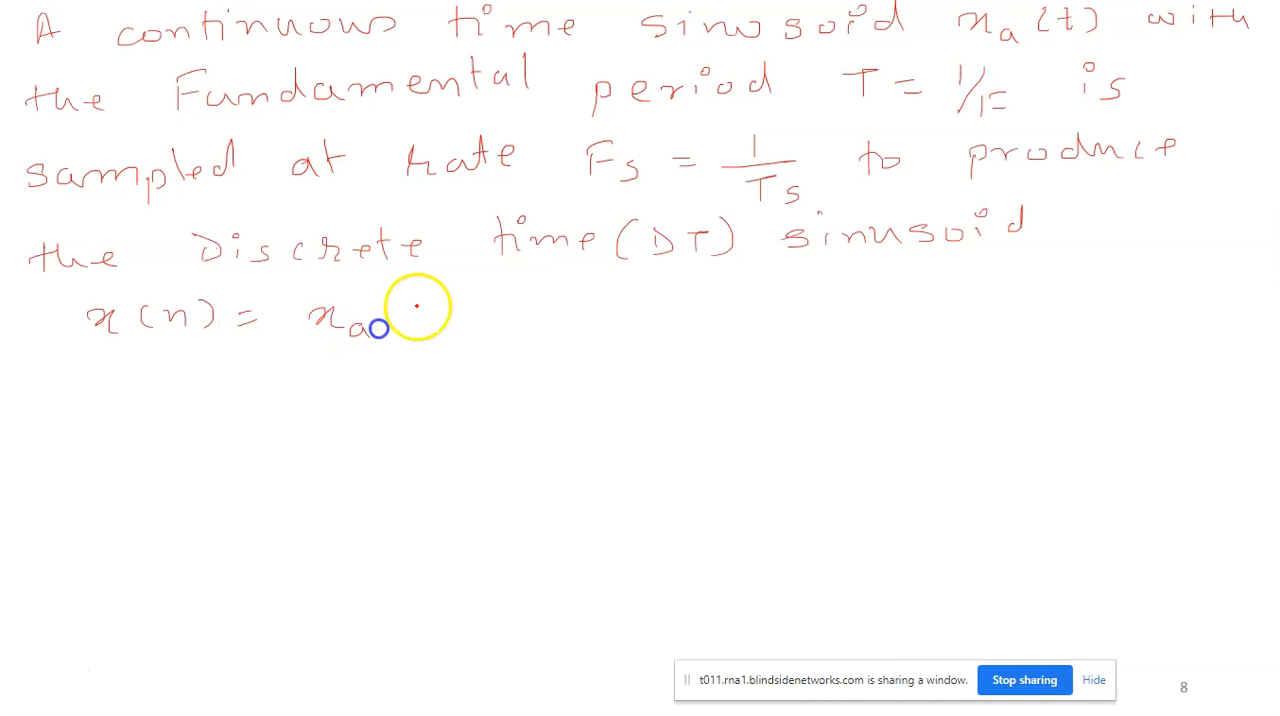 A continuous time sinusoid xₐ(t) with
the Fundamental period T = 1/F is
sampled at rate Fs = 1/Ts to produce
the Discrete time (DT) sinusoid
x(n) = xₐ
t011.rna1.blindsidenetworks.com is sharing a window. Stop sharing Hide
8